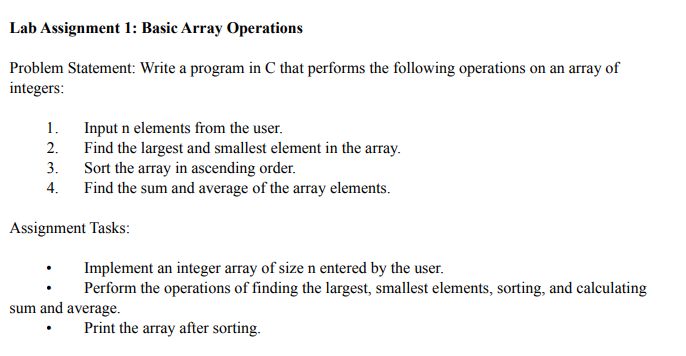 Lab Assignment 1: Basic Array Operations
Problem Statement: Write a program in C that performs the following operations on an array of
integers:
1. Input n elements from the user.
2. Find the largest and smallest element in the array.
3. Sort the array in ascending order.
4. Find the sum and average of the array elements.
Assignment Tasks:
• Implement an integer array of size n entered by the user.
• Perform the operations of finding the largest, smallest elements, sorting, and calculating
sum and average.
• Print the array after sorting.